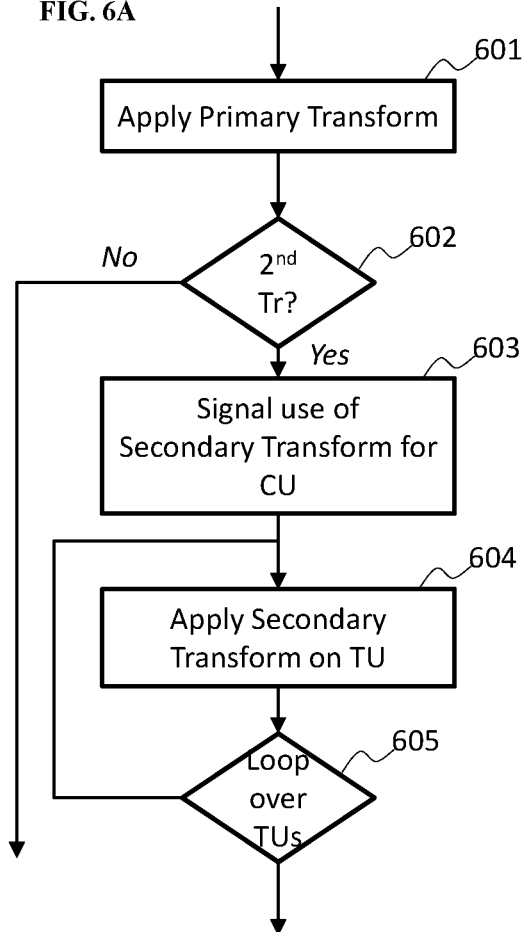 FIG. 6A
601
Apply Primary Transform
602
No
2nd
Tr?
Yes
603
Signal use of
Secondary Transform for
CU
604
Apply Secondary
Transform on TU
605
Loop
over
TUs